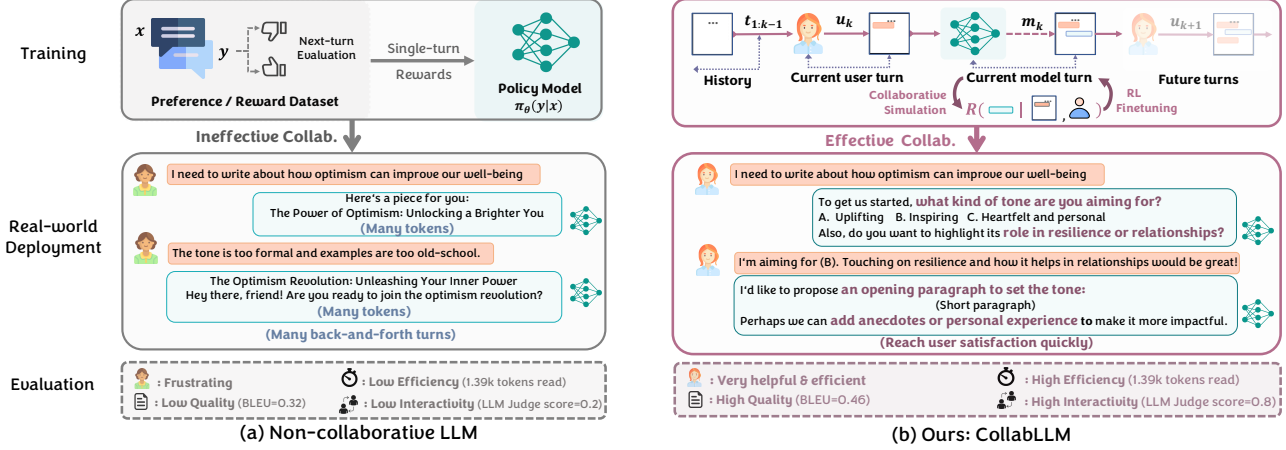 Training
x
y
Next-turn
Evaluation
Preference / Reward Dataset
Single-turn
Rewards
Policy Model
πθ(y|x)
Ineffective Collab.
Real-world
Deployment
I need to write about how optimism can improve our well-being
Here's a piece for you:
The Power of Optimism: Unlocking a Brighter You
(Many tokens)
The tone is too formal and examples are too old-school.
The Optimism Revolution: Unleashing Your Inner Power
Hey there, friend! Are you ready to join the optimism revolution?
(Many tokens)
(Many back-and-forth turns)
Evaluation
: Frustrating
: Low Efficiency (1.39k tokens read)
: Low Quality (BLEU=0.32)
: Low Interactivity (LLM Judge score=0.2)
(a) Non-collaborative LLM
...
t1:k−1
uk
...
mk
uk+1
...
History
Current user turn
Current model turn
Future turns
Collaborative
Simulation
R( | ... , )
RL
Finetuning
Effective Collab.
I need to write about how optimism can improve our well-being
To get us started, what kind of tone are you aiming for?
A. Uplifting B. Inspiring C. Heartfelt and personal
Also, do you want to highlight its role in resilience or relationships?
I'm aiming for (B). Touching on resilience and how it helps in relationships would be great!
I'd like to propose an opening paragraph to set the tone:
(Short paragraph)
Perhaps we can add anecdotes or personal experience to make it more impactful.
(Reach user satisfaction quickly)
: Very helpful & efficient
: High Efficiency (1.39k tokens read)
: High Quality (BLEU=0.46)
: High Interactivity (LLM Judge score=0.8)
(b) Ours: CollabLLM